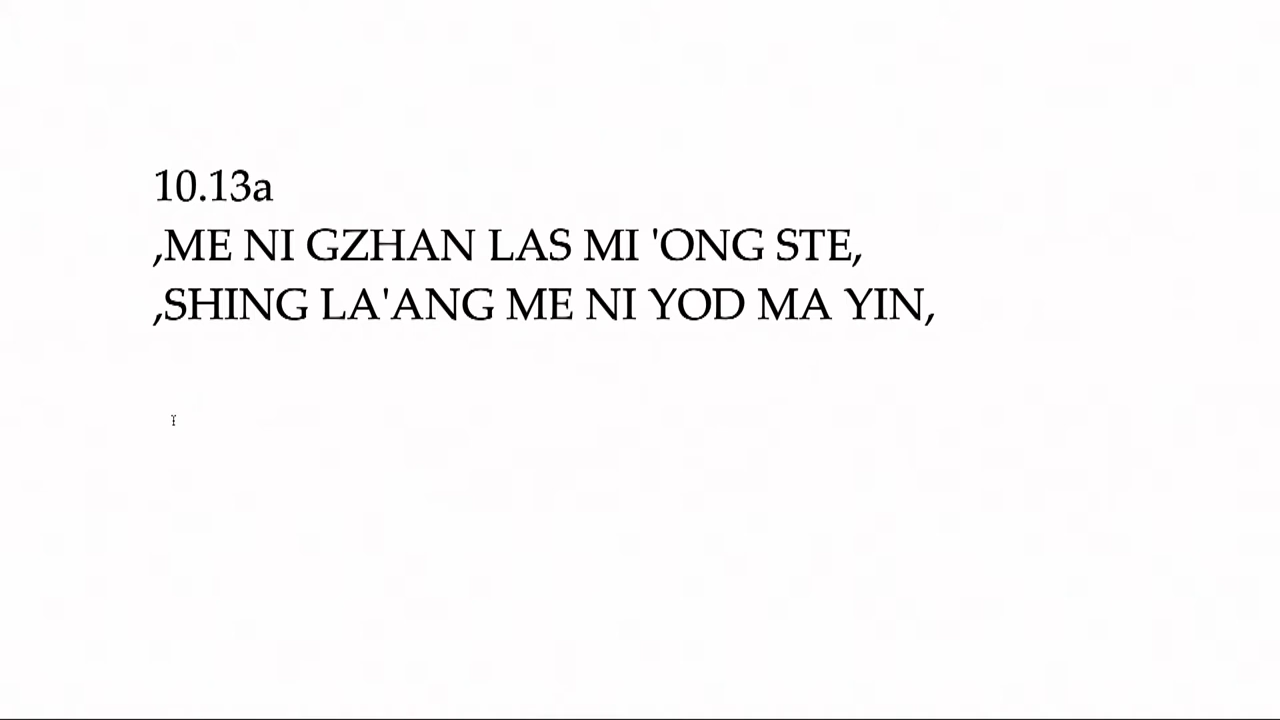 10.13a
,ME NI GZHAN LAS MI 'ONG STE,
,SHING LA'ANG ME NI YOD MA YIN,